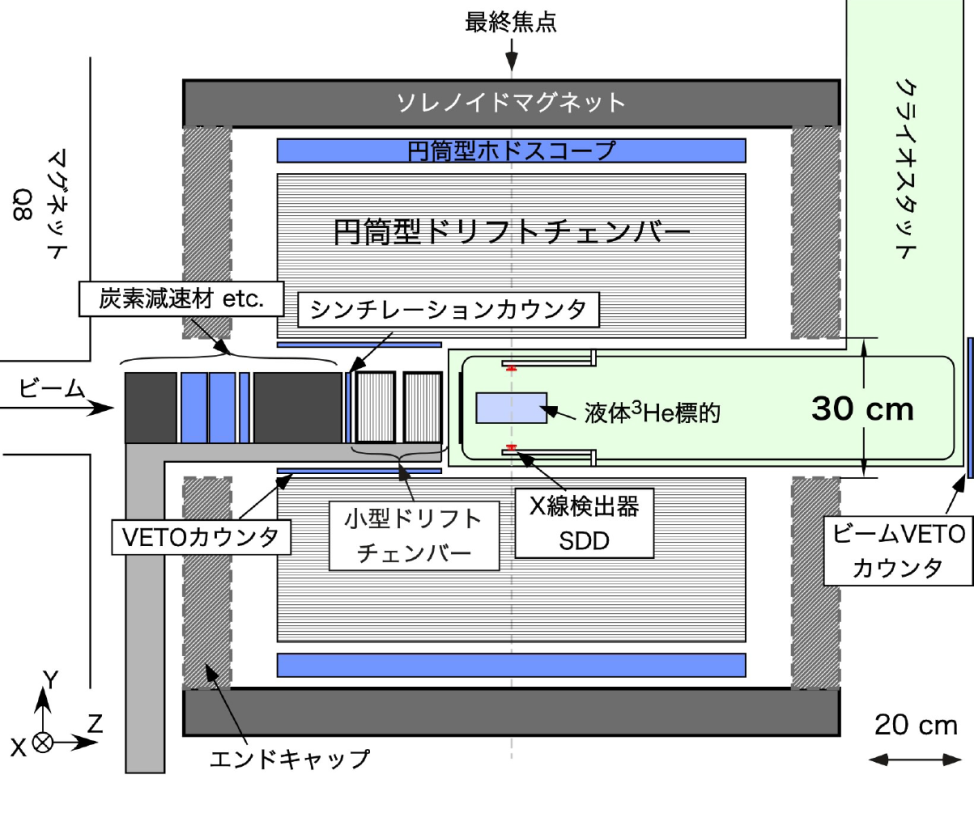 最終焦点
ソレノイドマグネット
円筒型ホドスコープ
円筒型ドリフトチェンバー
クライオスタット
マグネット
Q8
炭素減速材 etc.
シンチレーションカウンタ
ビーム
液体³He標的
30 cm
VETOカウンタ
小型ドリフト
チェンバー
X線検出器
SDD
ビームVETO
カウンタ
Y
Z
X
エンドキャップ
20 cm